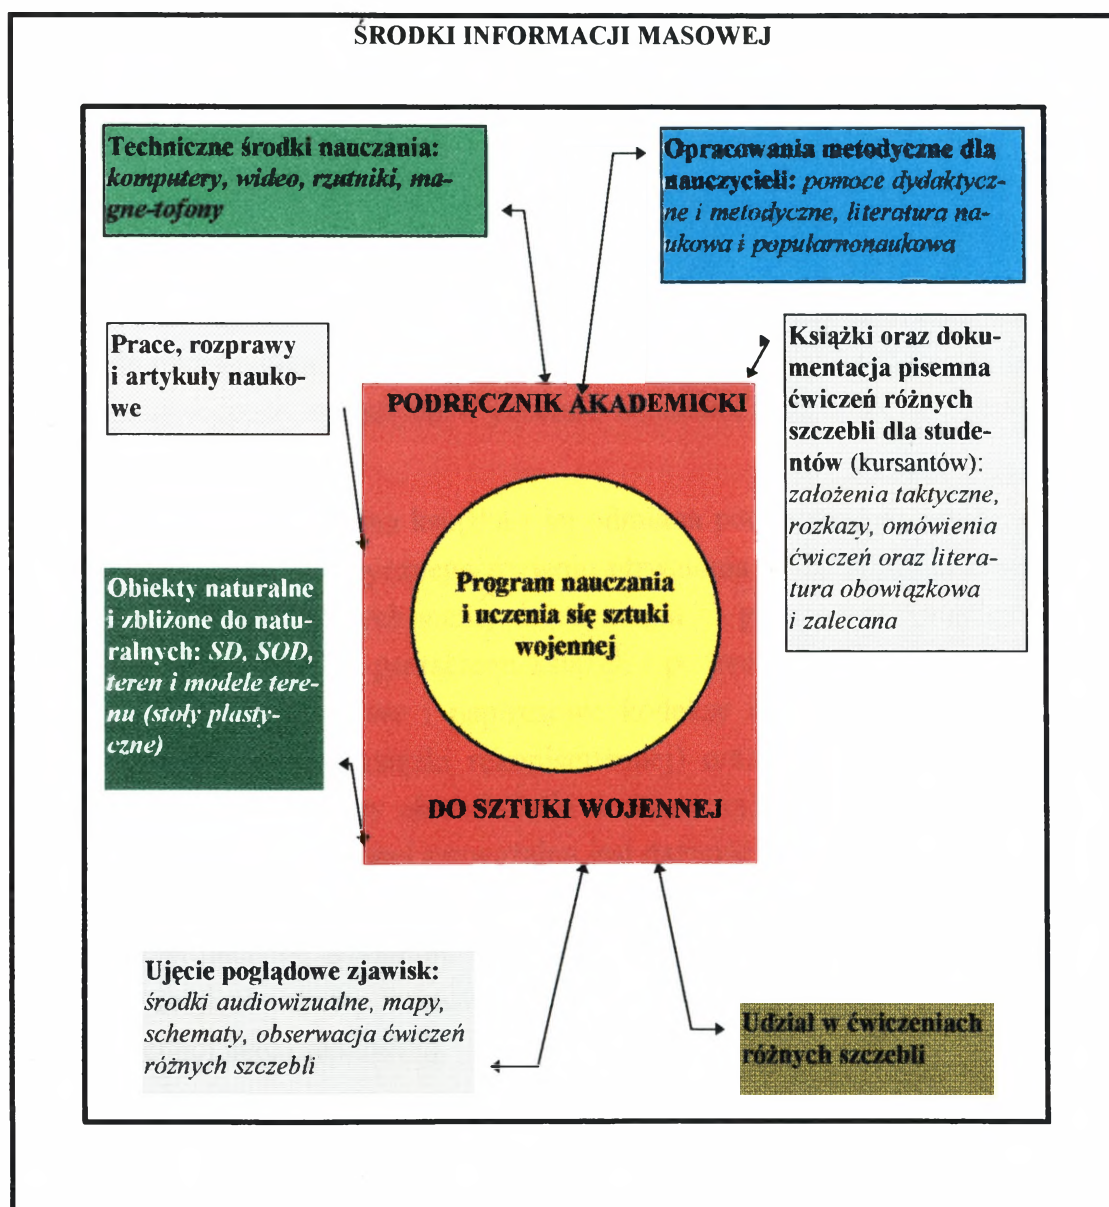 ŚRODKI INFORMACJI MASOWEJ
Techniczne środki nauczania:
komputery, wideo, rzutniki, ma-
gne-tofony
Opracowania metodyczne dla
nauczycieli: pomoce dydaktycz-
ne i metodyczne, literatura na-
ukowa i popularnonaukowa
Prace, rozprawy
i artykuły nauko-
we
Książki oraz doku-
mentacja pisemna
ćwiczeń różnych
szczebli dla stude-
ntów (kursantów):
założenia taktyczne,
rozkazy, omówienia
ćwiczeń oraz litera-
tura obowiązkowa
i zalecana
PODRĘCZNIK AKADEMICKI
Program nauczania
i uczenia się sztuki
wojennej
DO SZTUKI WOJENNEJ
Obiekty naturalne
i zbliżone do natu-
ralnych: SD, SOD,
teren i modele tere-
nu (stoły plasty-
czne)
Ujęcie poglądowe zjawisk:
środki audiowizualne, mapy,
schematy, obserwacja ćwiczeń
różnych szczebli
Udział w ćwiczeniach
różnych szczebli